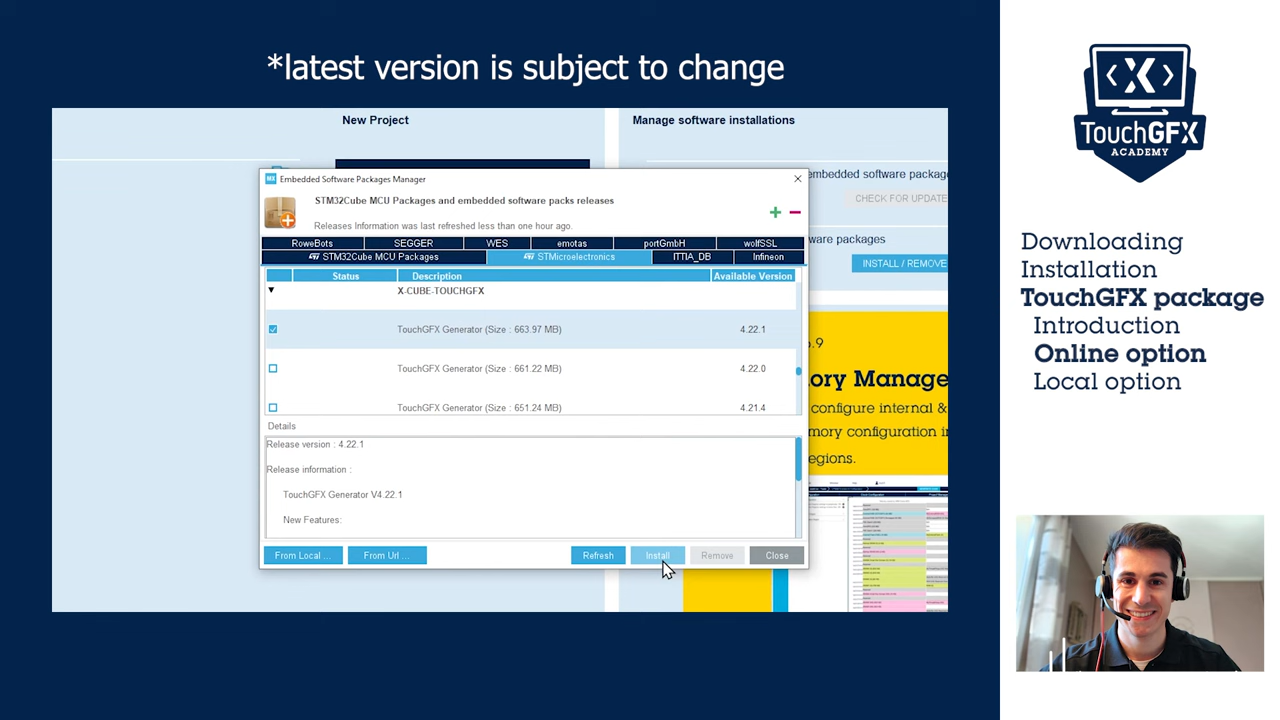 *latest version is subject to change
New Project
Manage software installations
embedded software package
CHECK FOR UPDATE
ware packages
INSTALL / REMOVE
MX Embedded Software Packages Manager
STM32Cube MCU Packages and embedded software packs releases
Releases Information was last refreshed less than one hour ago.
RoweBots SEGGER WES emotas portGmbH wolfSSL
STM32Cube MCU Packages STMicroelectronics ITTIA_DB Infineon
Status Description Available Version
X-CUBE-TOUCHGFX
TouchGFX Generator (Size : 663.97 MB) 4.22.1
TouchGFX Generator (Size : 661.22 MB) 4.22.0
TouchGFX Generator (Size : 651.24 MB) 4.21.4
Details
Release version : 4.22.1
Release information :
TouchGFX Generator V4.22.1
New Features:
From Local ... From Url ... Refresh Install Remove Close
o.9
ory Manage
configure internal &
mory configuration in
egions.
<X>
TouchGFX
ACADEMY
Downloading
Installation
TouchGFX package
Introduction
Online option
Local option